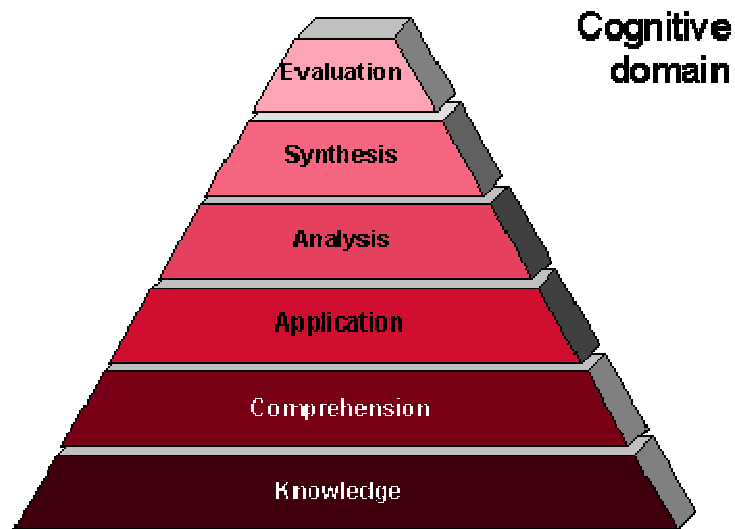 Cognitive
domain
Evaluation
Synthesis
Analysis
Application
Comprehension
Knowledge